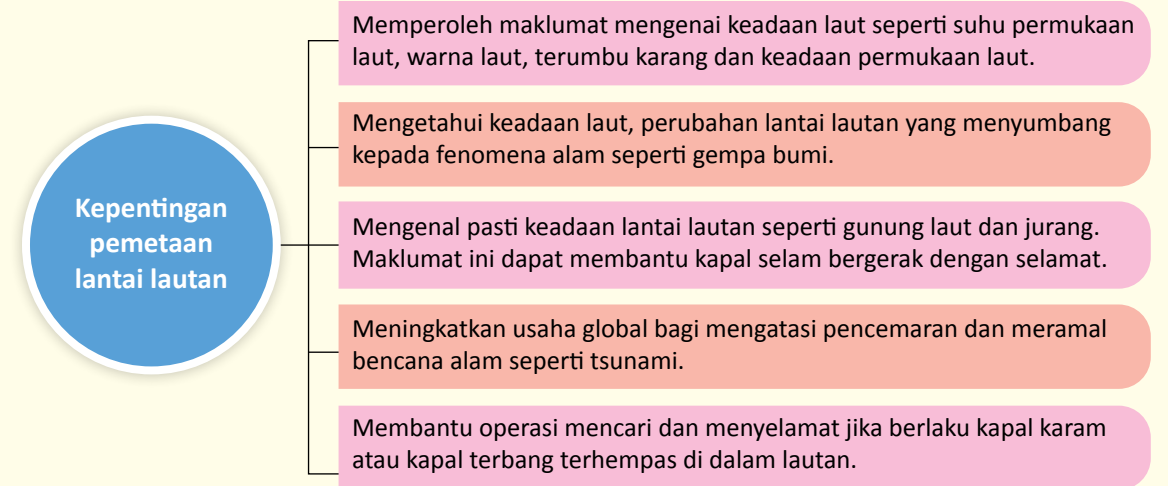 Memperoleh maklumat mengenai keadaan laut seperti suhu permukaan
laut, warna laut, terumbu karang dan keadaan permukaan laut.
Mengetahui keadaan laut, perubahan lantai lautan yang menyumbang
kepada fenomena alam seperti gempa bumi.
Kepentingan
pemetaan
lantai lautan
Mengenal pasti keadaan lantai lautan seperti gunung laut dan jurang.
Maklumat ini dapat membantu kapal selam bergerak dengan selamat.
Meningkatkan usaha global bagi mengatasi pencemaran dan meramal
bencana alam seperti tsunami.
Membantu operasi mencari dan menyelamat jika berlaku kapal karam
atau kapal terbang terhempas di dalam lautan.